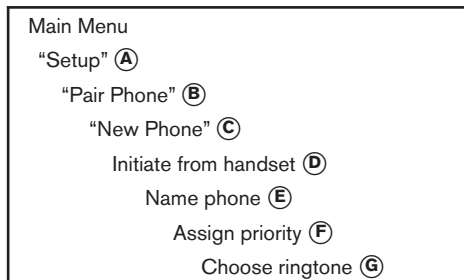 Main Menu
“Setup” Ⓐ
“Pair Phone” Ⓑ
“New Phone” Ⓒ
Initiate from handset Ⓓ
Name phone Ⓔ
Assign priority Ⓕ
Choose ringtone Ⓖ